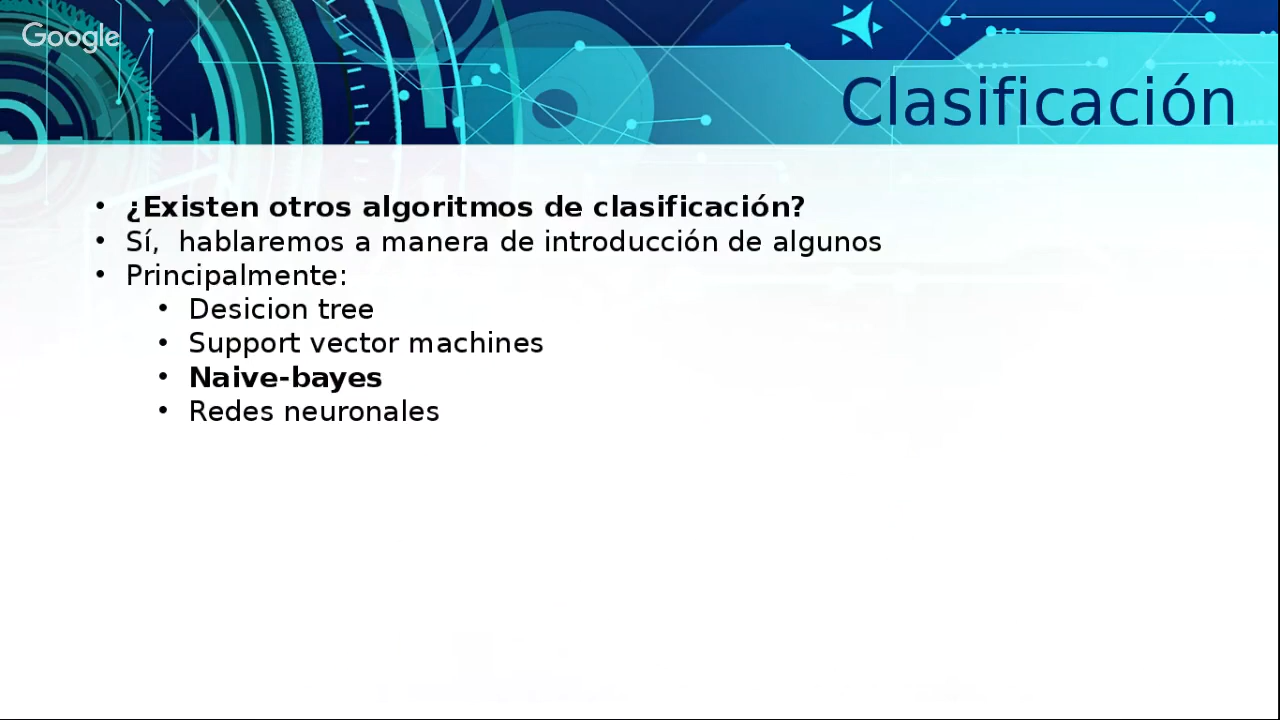 Google
Clasificación
• ¿Existen otros algoritmos de clasificación?
• Sí,  hablaremos a manera de introducción de algunos
• Principalmente:
• Desicion tree
• Support vector machines
• Naive-bayes
• Redes neuronales